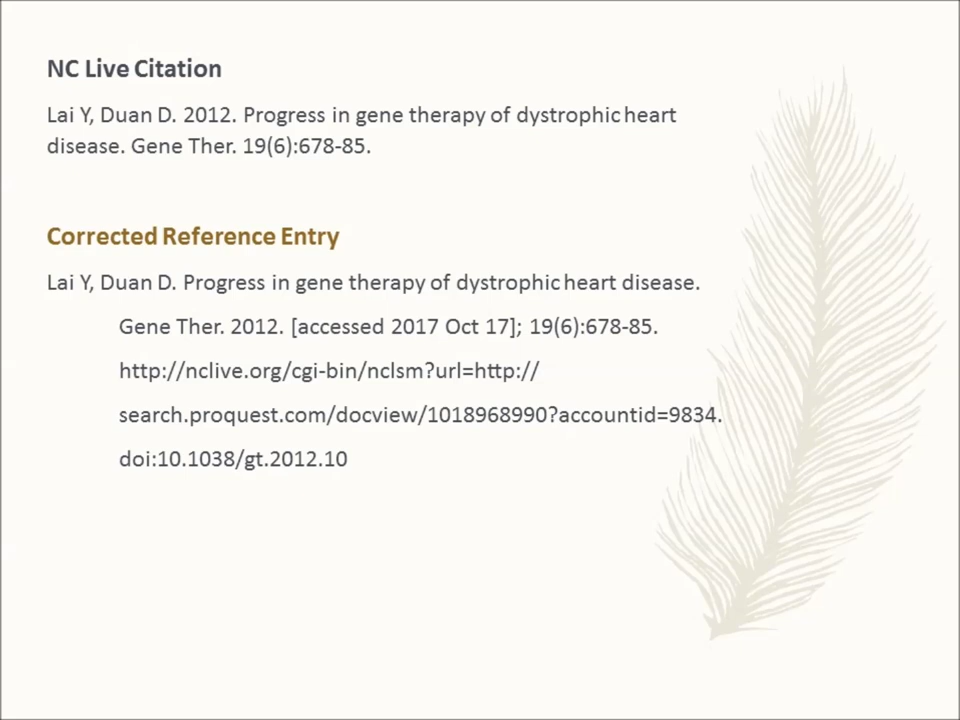 NC Live Citation
Lai Y, Duan D. 2012. Progress in gene therapy of dystrophic heart
disease. Gene Ther. 19(6):678-85.
Corrected Reference Entry
Lai Y, Duan D. Progress in gene therapy of dystrophic heart disease.
Gene Ther. 2012. [accessed 2017 Oct 17]; 19(6):678-85.
http://nclive.org/cgi-bin/nclsm?url=http://
search.proquest.com/docview/1018968990?accountid=9834.
doi:10.1038/gt.2012.10